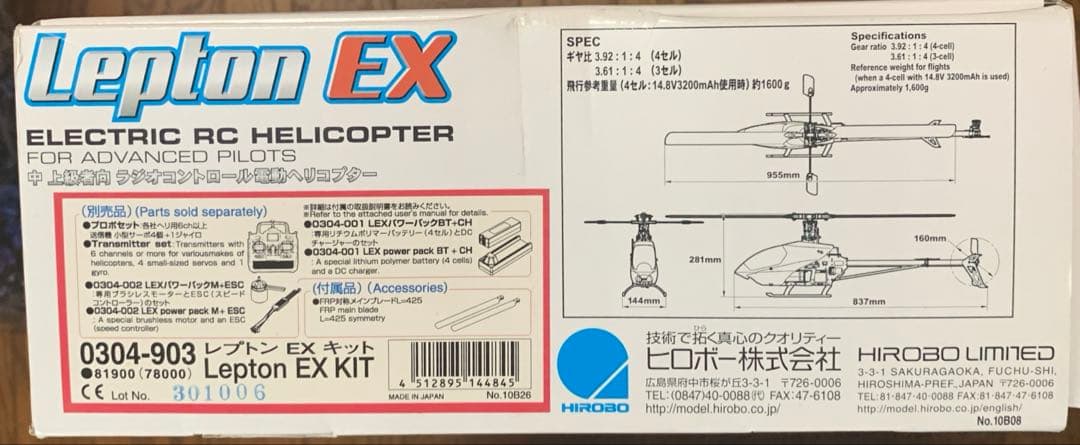 Lepton EX
ELECTRIC RC HELICOPTER
FOR ADVANCED PILOTS
中 上級者向 ラジオコントロール電動ヘリコプター
(別売品) (Parts sold separately)
●プロポセット:各社ヘリ用6ch以上
送信機 小型サーボ4個+1ジャイロ
●Transmitter set: Transmitters with
6 channels or more for variousmakes of
helicopters, 4 small-sized servos and 1
gyro.
●0304-002 LEXパワーパックM+ESC
:専用ブラシレスモーターとESC(スピード
コントローラー)のセット
●0304-002 LEX power pack M+ ESC
: A special brushless motor and an ESC
(speed controller)
※詳細は付属の取扱説明書をお読みください。
※Refer to the attached user's manual for details.
●0304-001 LEXパワーパックBT+CH
:専用リチウムポリマーバッテリー(4セル)とDC
チャージャーのセット
●0304-001 LEX power pack BT + CH
: A special lithium polymer battery (4 cells)
and a DC charger.
(付属品) (Accessories)
●FRP対称メインブレードL=425
FRP main blade
L=425 symmetry
0304-903 レプトン EX キット
●81900 (78000) Lepton EX KIT
CE Lot No. 301006
4 512895 144845
MADE IN JAPAN No.10B26
SPEC
ギヤ比 3.92:1:4 (4セル)
3.61:1:4 (3セル)
飛行参考重量(4セル:14.8V3200mAh使用時)約1600g
Specifications
Gear ratio 3.92:1:4 (4-cell)
3.61:1:4 (3-cell)
Reference weight for flights
(when a 4-cell with 14.8V 3200mAh is used)
Approximately 1,600g
955mm
281mm
144mm
160mm
837mm
HIROBO
技術で拓く真心のクオリティー
ひら
ヒロボー株式会社
広島県府中市桜が丘3-3-1 〒726-0006
TEL:(0847)40-0088㈹ FAX:47-6108
http://model.hirobo.co.jp/
HIROBO LIMITED
3-3-1 SAKURAGAOKA, FUCHU-SHI,
HIROSHIMA-PREF.,JAPAN 〒726-0006
TEL:81-847-40-0088 FAX:81-847-47-6108
http://model.hirobo.co.jp/english/
No.10B08